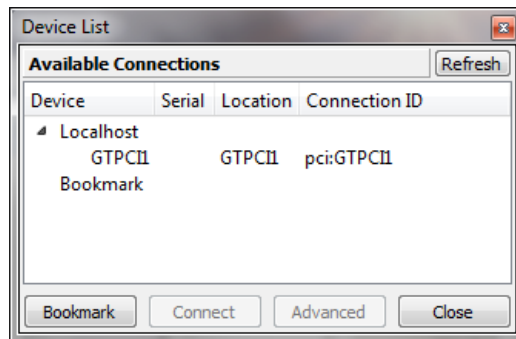 Device List
Available Connections Refresh
Device Serial Location Connection ID
Localhost
GTPCI1 GTPCI1 pci:GTPCI1
Bookmark
Bookmark Connect Advanced Close